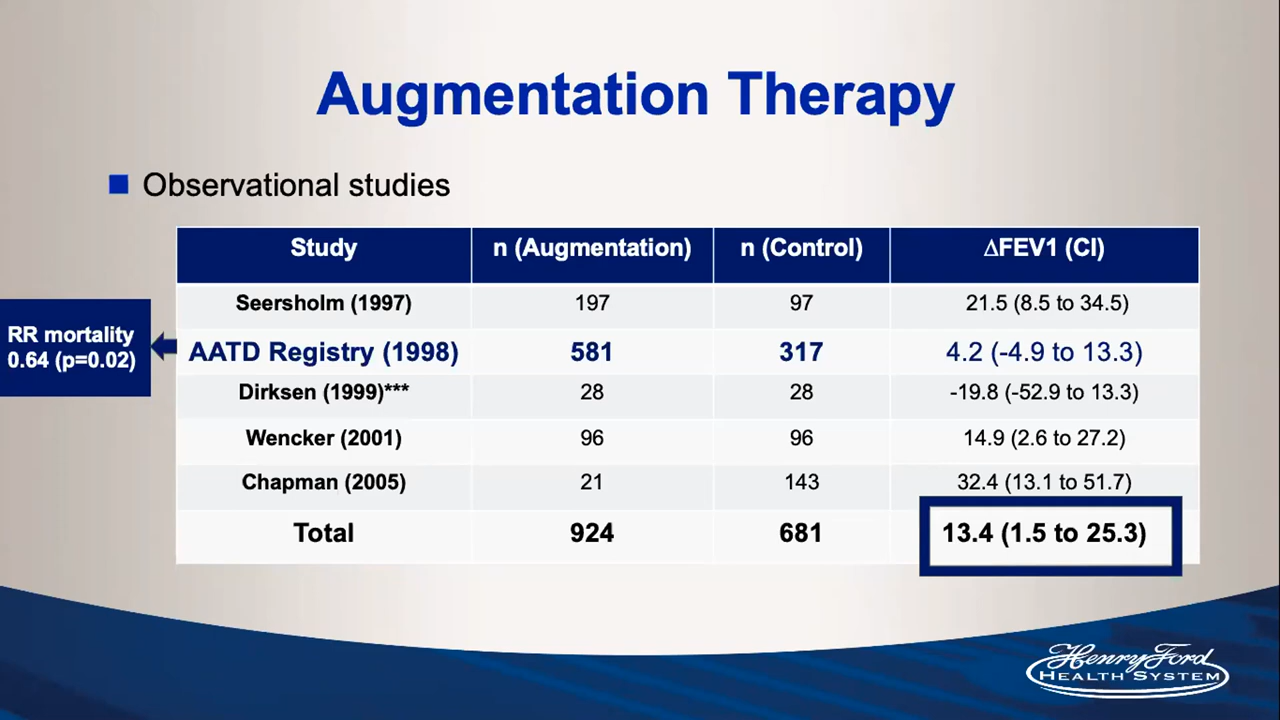 Augmentation Therapy
Observational studies
Study n (Augmentation) n (Control) ΔFEV1 (CI)
Seersholm (1997) 197 97 21.5 (8.5 to 34.5)
RR mortality
0.64 (p=0.02)
AATD Registry (1998) 581 317 4.2 (-4.9 to 13.3)
Dirksen (1999)*** 28 28 -19.8 (-52.9 to 13.3)
Wencker (2001) 96 96 14.9 (2.6 to 27.2)
Chapman (2005) 21 143 32.4 (13.1 to 51.7)
Total 924 681 13.4 (1.5 to 25.3)
Henry Ford
HEALTH SYSTEM